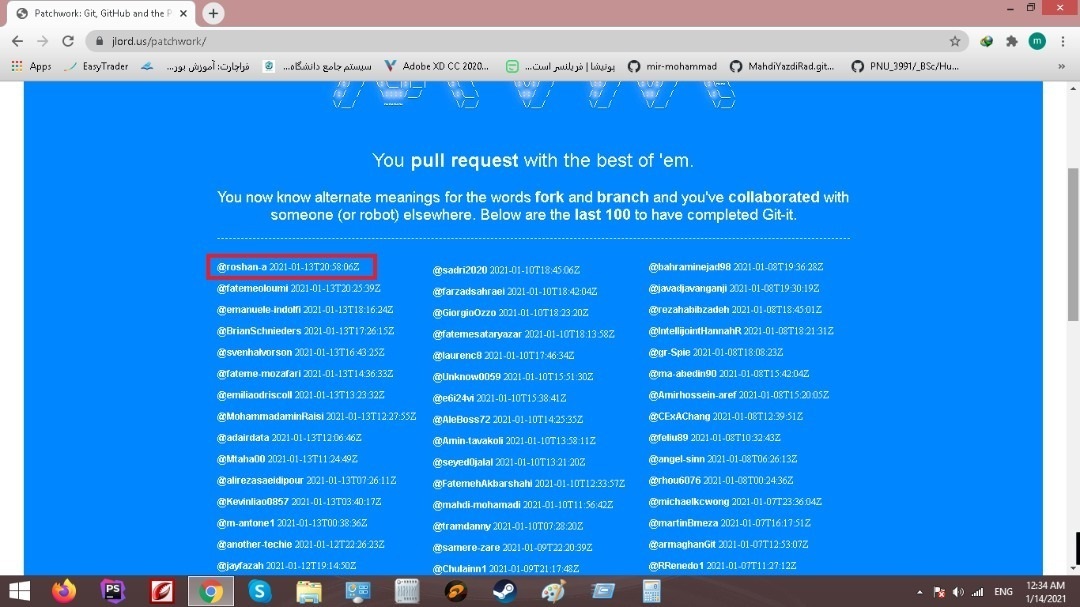 Patchwork: Git, GitHub and the P
jlord.us/patchwork/
m
Apps
EasyTrader
فراچارت: آموزش بور...
سیستم جامع دانشگاه...
Adobe XD CC 2020...
پونیشا | فریلنسر است...
mir-mohammad
MahdiYazdiRad.git...
PNU_3991/_BSc/Hu...
»
You pull request with the best of 'em.
You now know alternate meanings for the words fork and branch and you've collaborated with
someone (or robot) elsewhere. Below are the last 100 to have completed Git-it.
@roshan-a 2021-01-13T20:58:06Z
@fatemeoloumi 2021-01-13T20:25:39Z
@emanuele-indolfi 2021-01-13T18:16:24Z
@BrianSchnieders 2021-01-13T17:26:15Z
@svenhalvorson 2021-01-13T16:43:25Z
@fateme-mozafari 2021-01-13T14:36:33Z
@emiliaodriscoll 2021-01-13T13:23:32Z
@MohammadaminRaisi 2021-01-13T12:27:55Z
@adairdata 2021-01-13T12:06:46Z
@Mtaha00 2021-01-13T11:24:49Z
@alirezasaeidipour 2021-01-13T07:26:11Z
@Kevinliao0857 2021-01-13T03:40:17Z
@m-antone1 2021-01-13T00:38:36Z
@another-techie 2021-01-12T22:26:23Z
@jayfazah 2021-01-12T19:14:50Z
@sadri2020 2021-01-10T18:45:06Z
@farzadsahraei 2021-01-10T18:42:04Z
@GiorgioOzzo 2021-01-10T18:23:20Z
@fatemesataryazar 2021-01-10T18:13:58Z
@laurenc8 2021-01-10T17:46:34Z
@Unknow0059 2021-01-10T15:51:30Z
@e6i24vi 2021-01-10T15:38:41Z
@AleBoss72 2021-01-10T14:25:35Z
@Amin-tavakoli 2021-01-10T13:58:11Z
@seyed0jalal 2021-01-10T13:21:20Z
@FatemehAkbarshahi 2021-01-10T12:33:57Z
@mahdi-mohamadi 2021-01-10T11:56:42Z
@tramdanny 2021-01-10T07:28:20Z
@samere-zare 2021-01-09T22:20:39Z
@Chulainn1 2021-01-09T21:17:48Z
@bahraminejad98 2021-01-08T19:36:28Z
@javadjavanganji 2021-01-08T19:30:19Z
@rezahabibzadeh 2021-01-08T18:45:01Z
@IntellijointHannahR 2021-01-08T18:21:31Z
@gr-Spie 2021-01-08T18:08:23Z
@ma-abedin90 2021-01-08T15:42:04Z
@Amirhossein-aref 2021-01-08T15:20:05Z
@CExAChang 2021-01-08T12:39:51Z
@feliu89 2021-01-08T10:32:43Z
@angel-sinn 2021-01-08T06:26:13Z
@rhou6076 2021-01-08T00:24:36Z
@michaelkcwong 2021-01-07T23:36:04Z
@martinBmeza 2021-01-07T16:17:51Z
@armaghanGit 2021-01-07T12:53:07Z
@RRenedo1 2021-01-07T11:27:12Z
PS
ENG
12:34 AM
1/14/2021